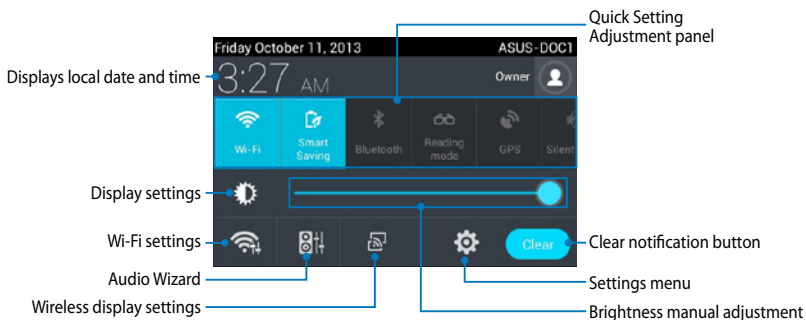 Quick Setting
Adjustment panel
Friday October 11, 2013 ASUS-DOC1
Displays local date and time
3:27 AM
Owner
Wi-Fi
Smart
Saving
Bluetooth
Reading
mode
GPS
Silent
Display settings
Wi-Fi settings
Clear
Clear notification button
Audio Wizard
Settings menu
Wireless display settings
Brightness manual adjustment